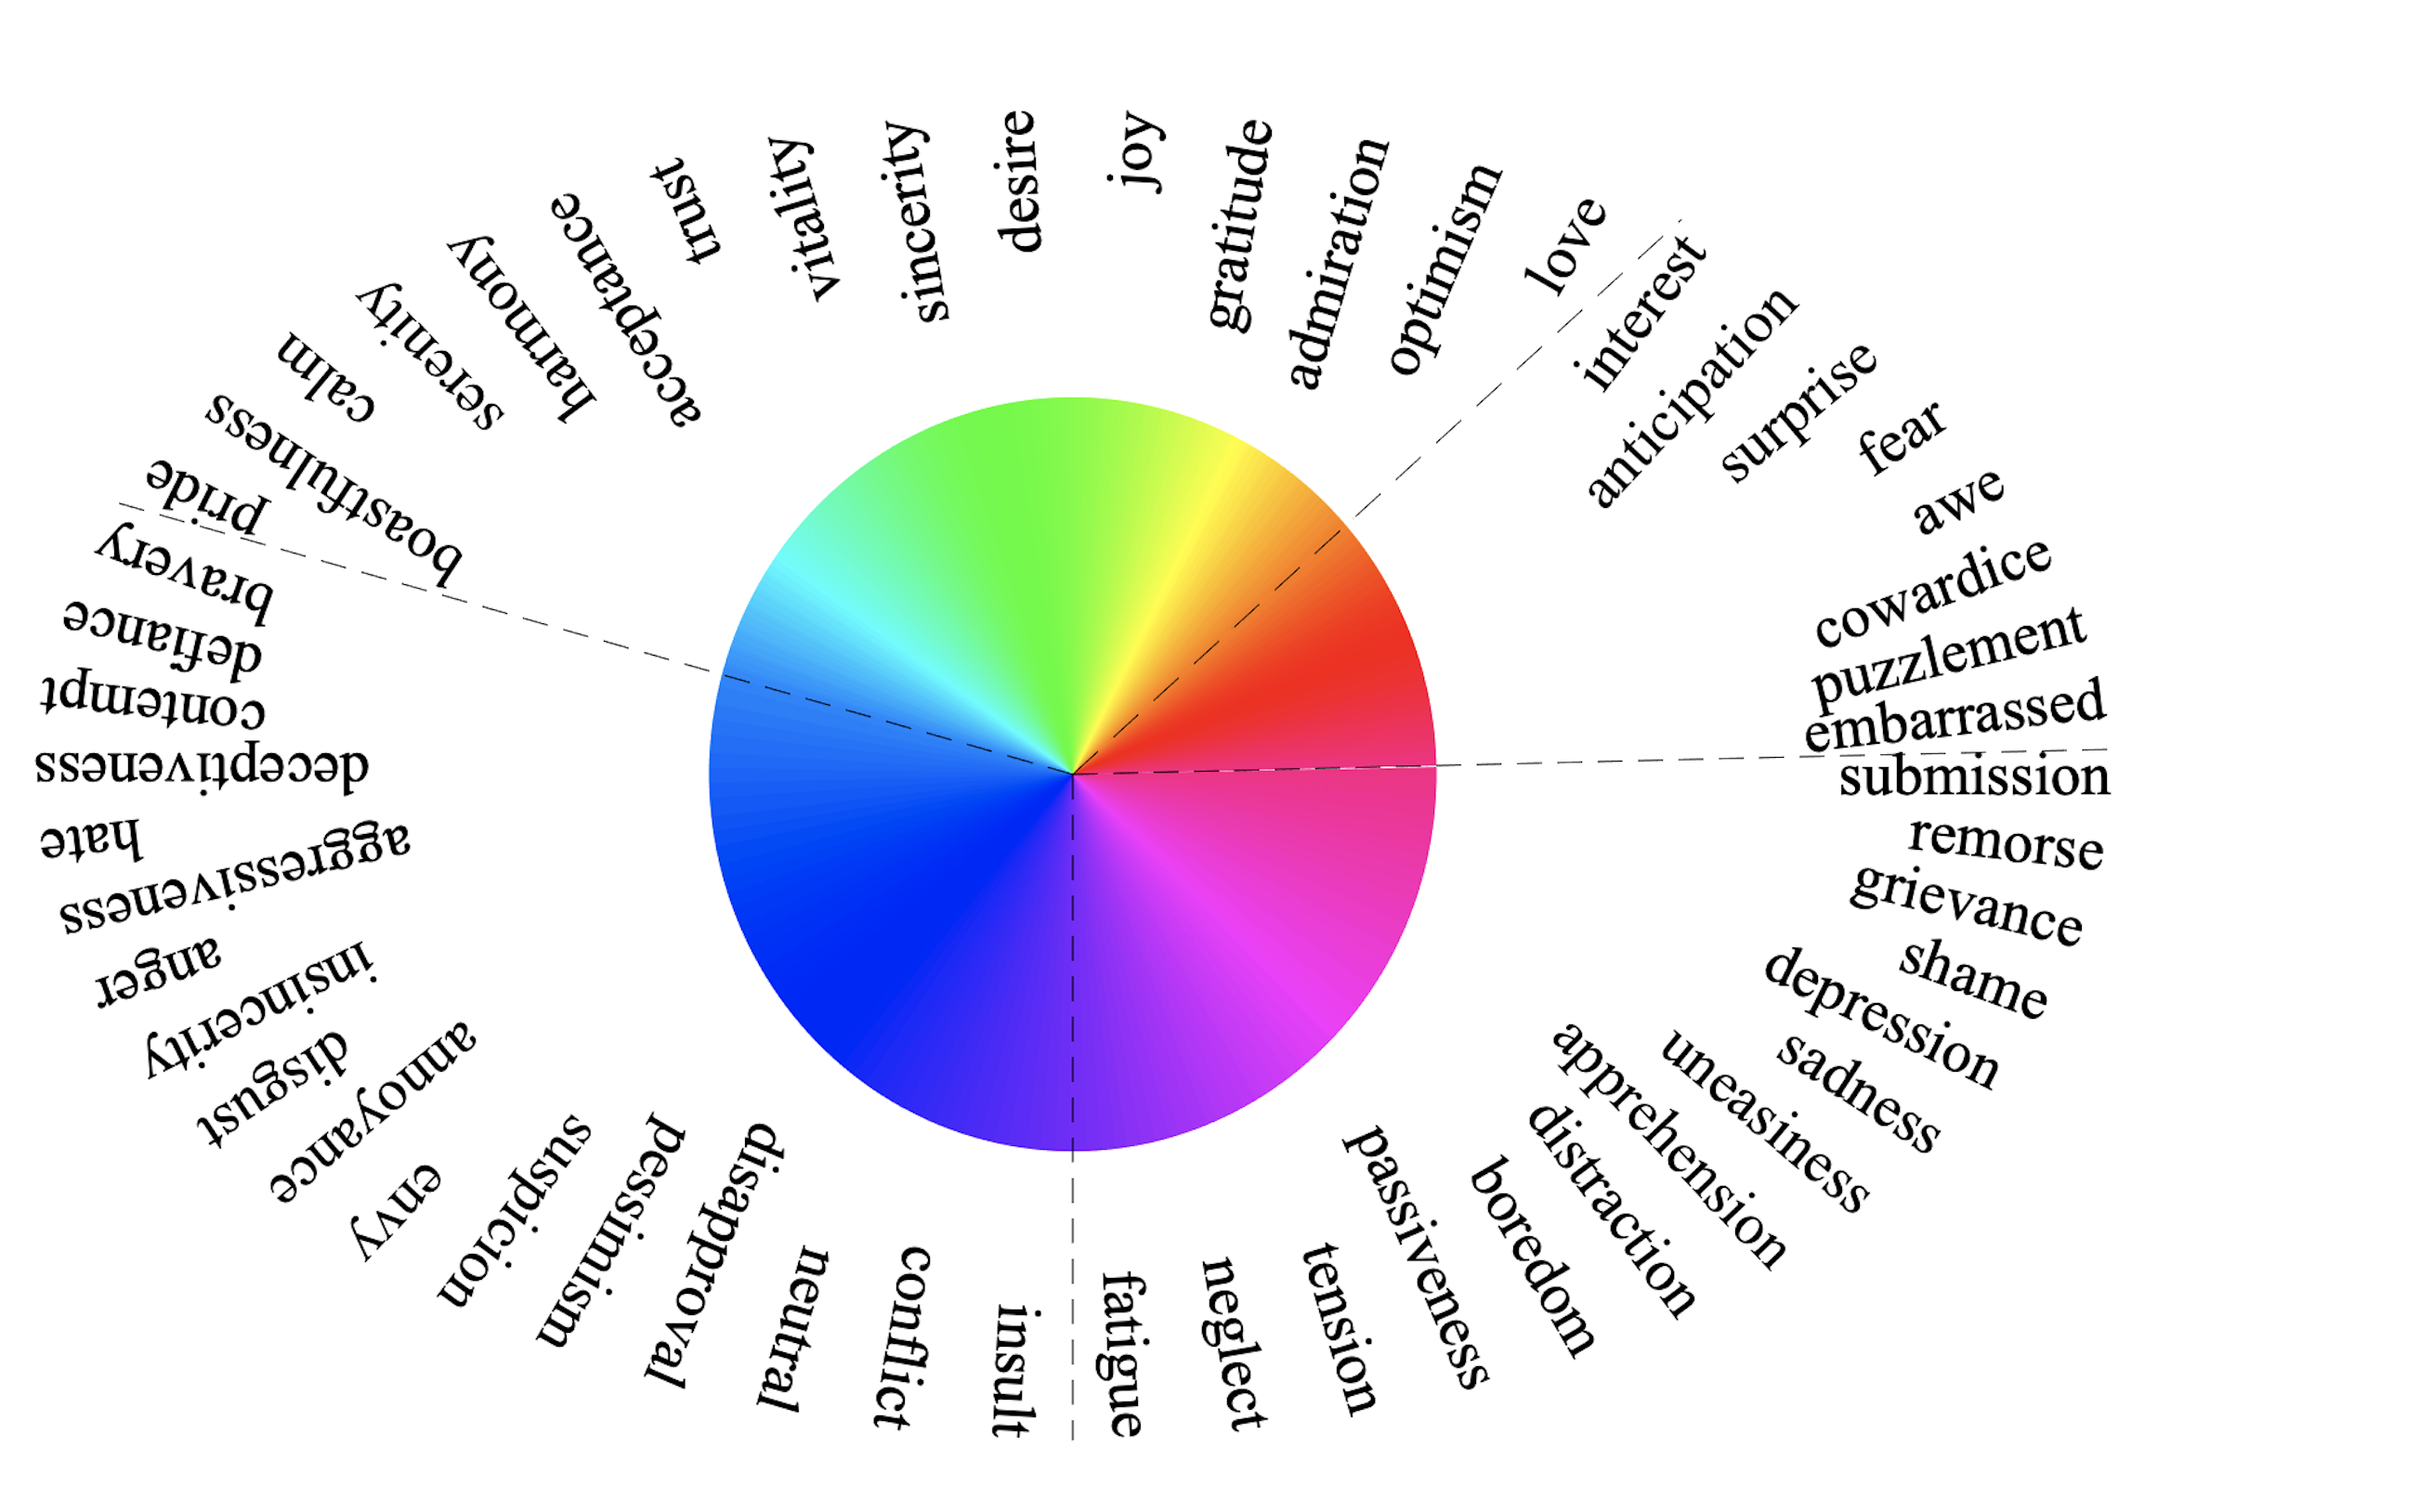 desire
joy
gratitude
admiration
optimism
love
interest
anticipation
surprise
fear
awe
cowardice
puzzlement
embarrassed
submission
remorse
grievance
shame
depression
sadness
uneasiness
apprehension
distraction
boredom
passiveness
tension
neglect
fatigue
insult
conflict
neutral
disapproval
pessimism
suspicion
envy
annoyance
disgust
insincerity
anger
aggressiveness
hate
deceptiveness
contempt
defiance
bravery
pride
boastfulness
calm
serenity
harmony
acceptance
trust
vitality
sincerity